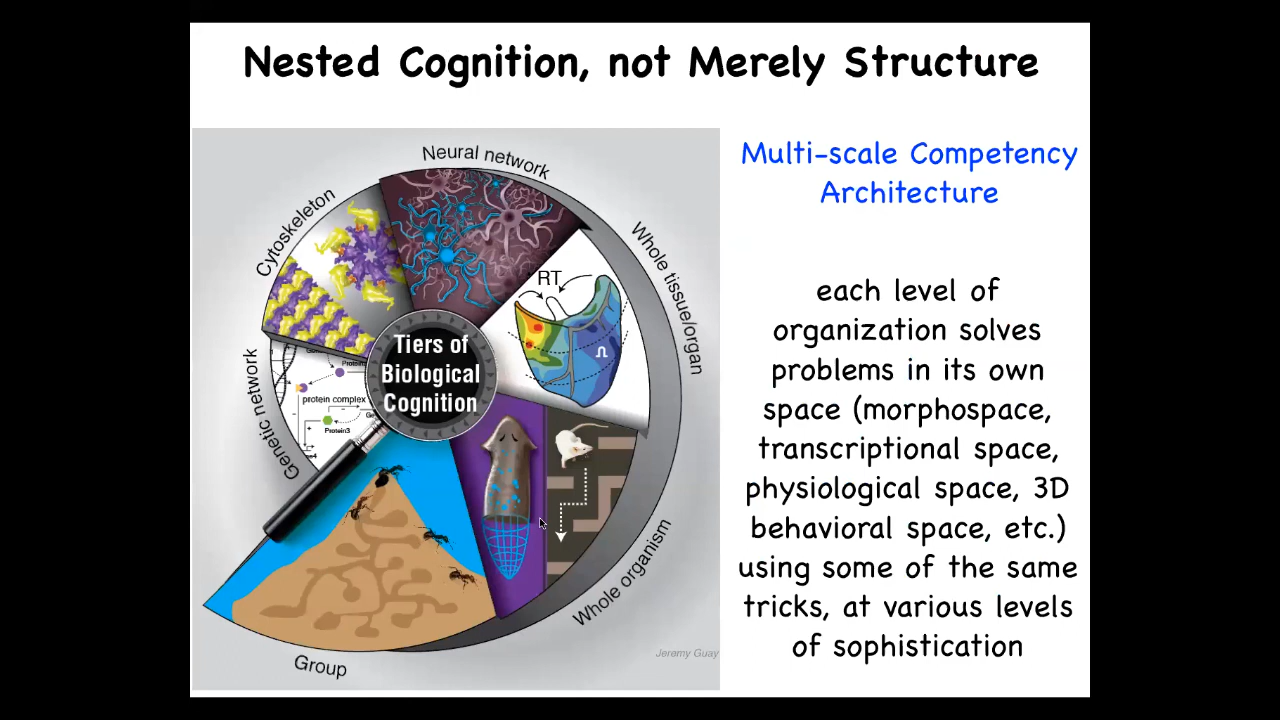 Nested Cognition, not Merely Structure
Multi-scale Competency
Architecture
each level of
organization solves
problems in its own
space (morphospace,
transcriptional space,
physiological space, 3D
behavioral space, etc.)
using some of the same
tricks, at various levels
of sophistication
Neural network
Cytoskeleton
Whole tissue/organ
RT
Tiers of
Biological
Cognition
Genetic network
protein complex
Protein3
Whole organism
Group
Jeremy Guay